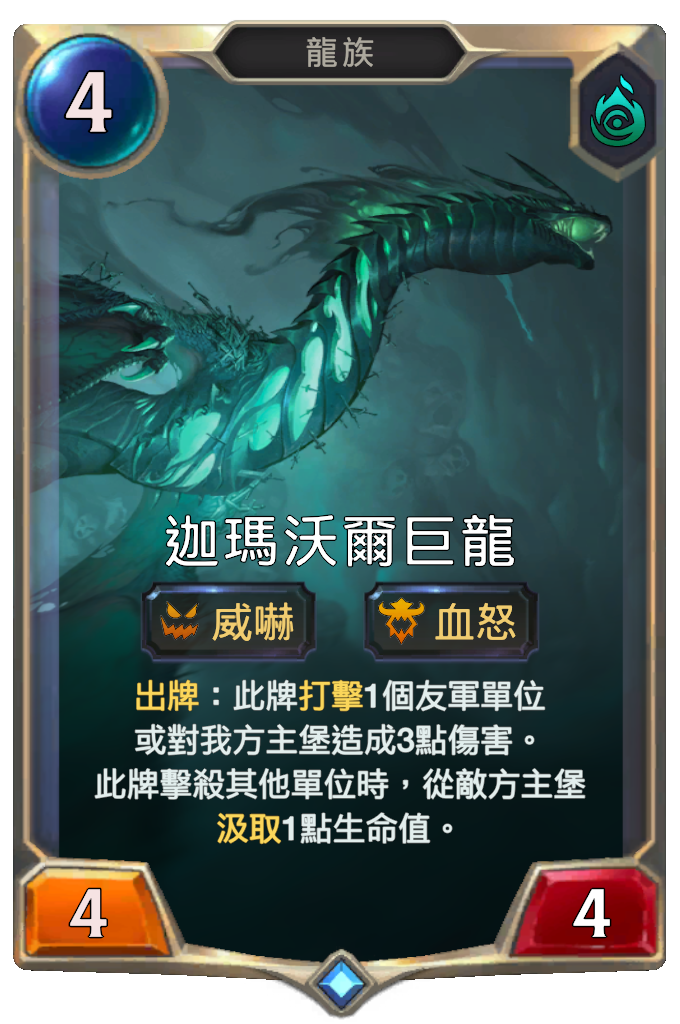 龍族
4
迦瑪沃爾巨龍
威嚇 血怒
出牌：此牌打擊1個友軍單位
或對我方主堡造成3點傷害。
此牌擊殺其他單位時，從敵方主堡
汲取1點生命值。
4 4